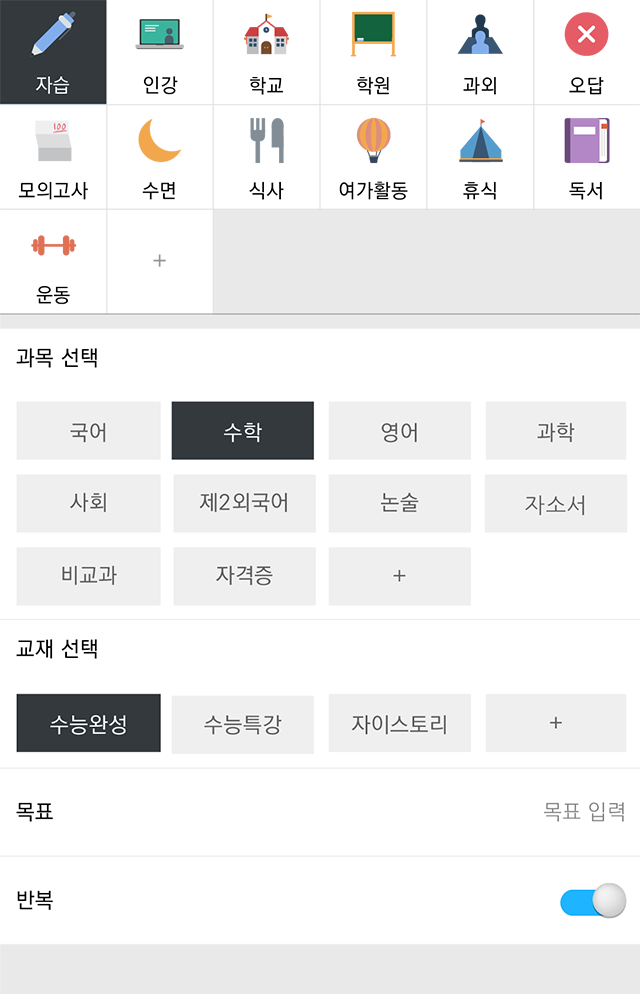 자습 인강 학교 학원 과외 오답
100
모의고사 수면 식사 여가활동 휴식 독서
+
운동
과목 선택
국어 수학 영어 과학
사회 제2외국어 논술 자소서
비교과 자격증 +
교재 선택
수능완성 수능특강 자이스토리 +
목표 목표 입력
반복